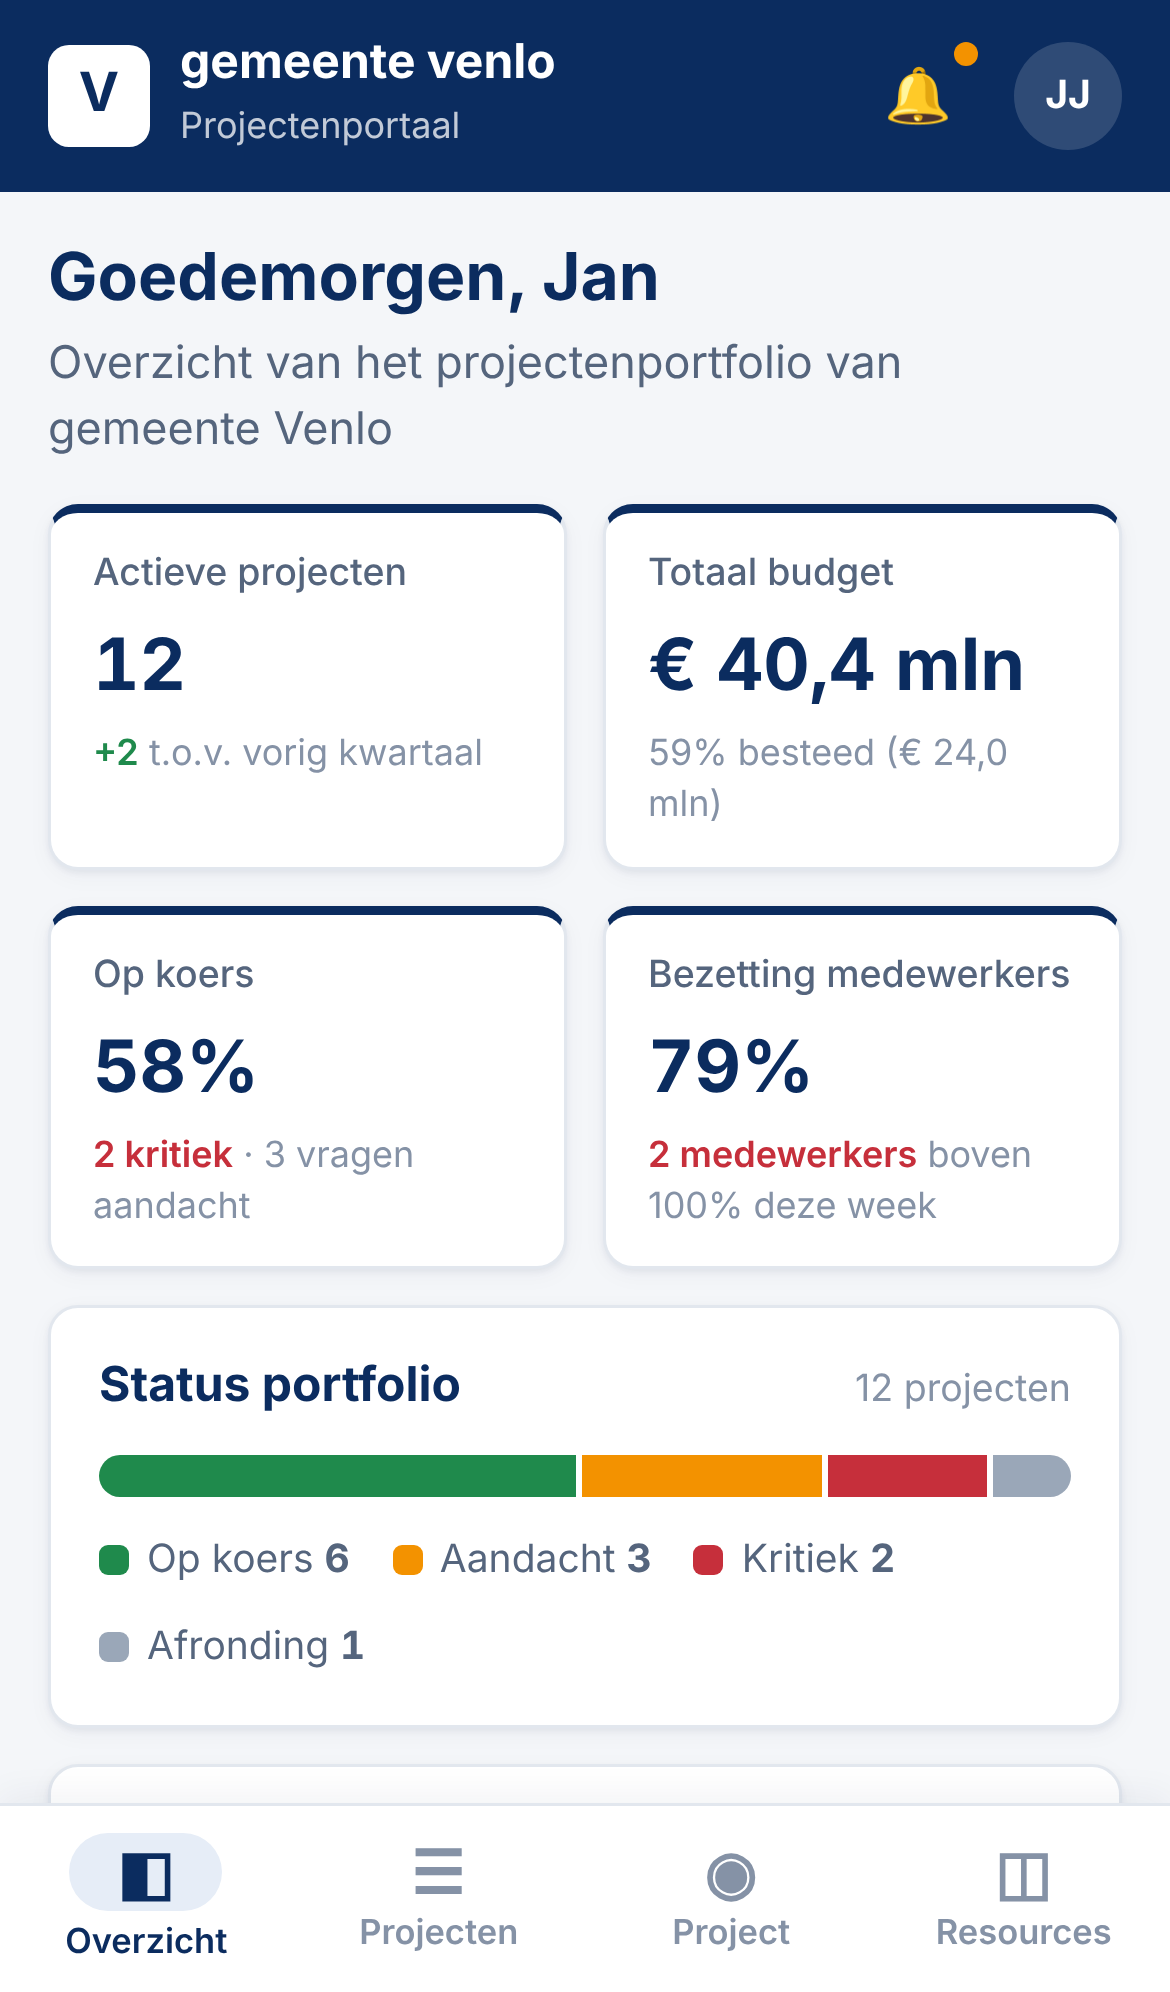 V
gemeente venlo
Projectenportaal
JJ
Goedemorgen, Jan
Overzicht van het projectenportfolio van
gemeente Venlo
Actieve projecten
12
+2 t.o.v. vorig kwartaal
Totaal budget
€ 40,4 mln
59% besteed (€ 24,0
mln)
Op koers
58%
2 kritiek · 3 vragen
aandacht
Bezetting medewerkers
79%
2 medewerkers boven
100% deze week
Status portfolio
12 projecten
Op koers 6
Aandacht 3
Kritiek 2
Afronding 1
Overzicht
Projecten
Project
Resources